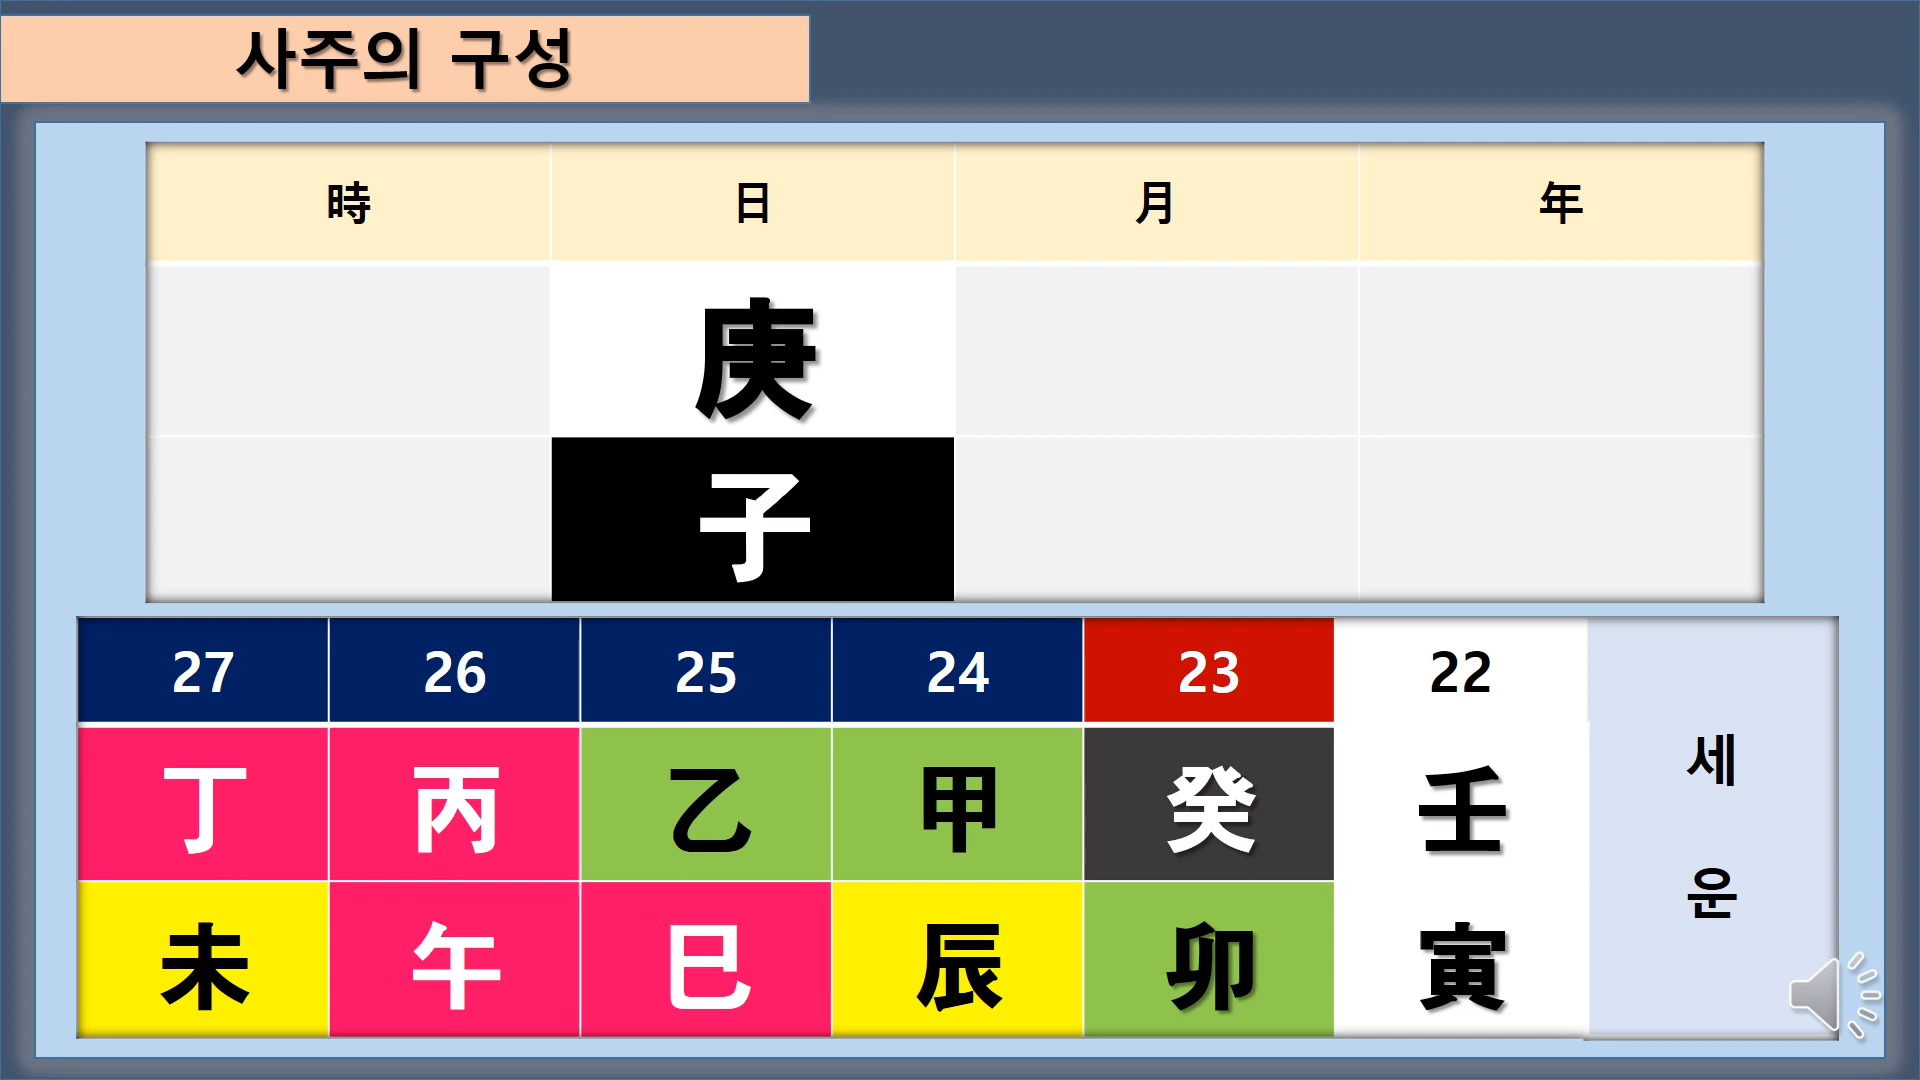 사주의 구성
時 日 月 年
庚
子
27 26 25 24 23 22
丁 丙 乙 甲 癸 壬
未 午 巳 辰 卯 寅
세
운